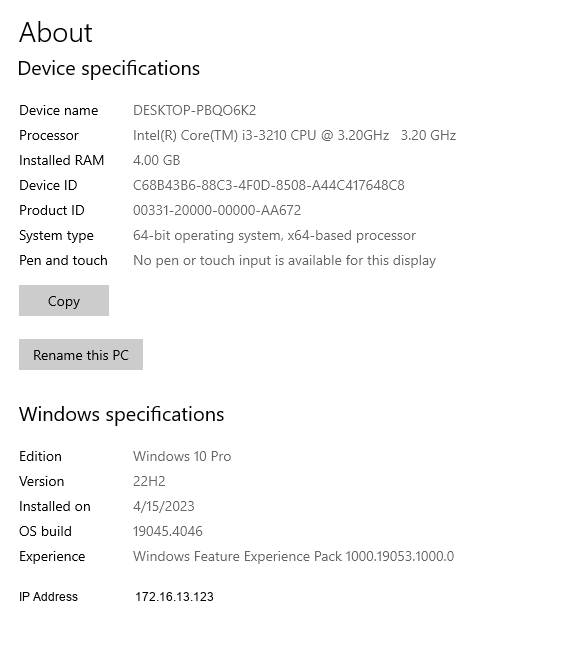 About
Device specifications
Device name DESKTOP-PBQO6K2
Processor Intel(R) Core(TM) i3-3210 CPU @ 3.20GHz 3.20 GHz
Installed RAM 4.00 GB
Device ID C68B43B6-88C3-4F0D-8508-A44C417648C8
Product ID 00331-20000-00000-AA672
System type 64-bit operating system, x64-based processor
Pen and touch No pen or touch input is available for this display
Copy
Rename this PC
Windows specifications
Edition Windows 10 Pro
Version 22H2
Installed on 4/15/2023
OS build 19045.4046
Experience Windows Feature Experience Pack 1000.19053.1000.0
IP Address 172.16.13.123